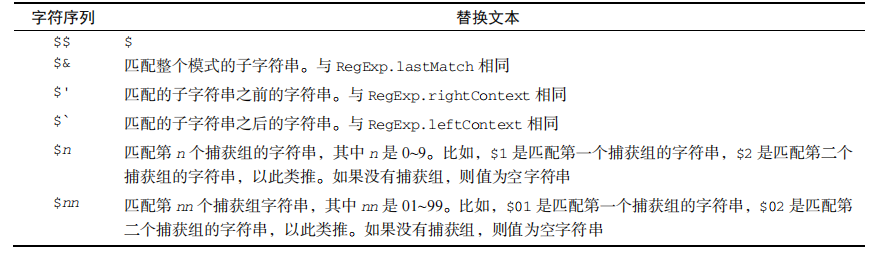 字符序列 替换文本
$$ $
$& 匹配整个模式的子字符串。与 RegExp.lastMatch 相同
$' 匹配的子字符串之前的字符串。与 RegExp.rightContext 相同
$` 匹配的子字符串之后的字符串。与 RegExp.leftContext 相同
$n 匹配第 n 个捕获组的字符串，其中 n 是 0~9。比如，$1 是匹配第一个捕获组的字符串，$2 是匹配第二个
捕获组的字符串，以此类推。如果没有捕获组，则值为空字符串
$nn 匹配第 nn 个捕获组字符串，其中 nn 是 01~99。比如，$01 是匹配第一个捕获组的字符串，$02 是匹配第
二个捕获组的字符串，以此类推。如果没有捕获组，则值为空字符串